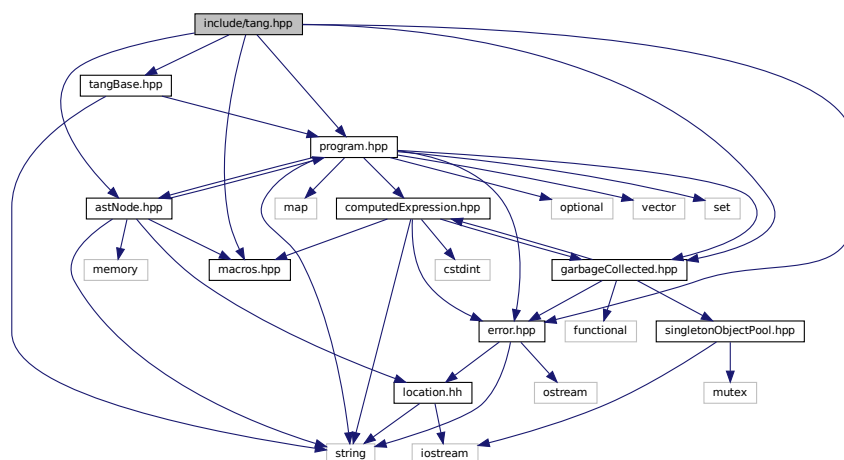 include/tang.hpp
tangBase.hpp
program.hpp
astNode.hpp
map
computedExpression.hpp
optional
vector
set
memory
macros.hpp
cstdint
garbageCollected.hpp
error.hpp
functional
singletonObjectPool.hpp
location.hh
ostream
mutex
string
iostream